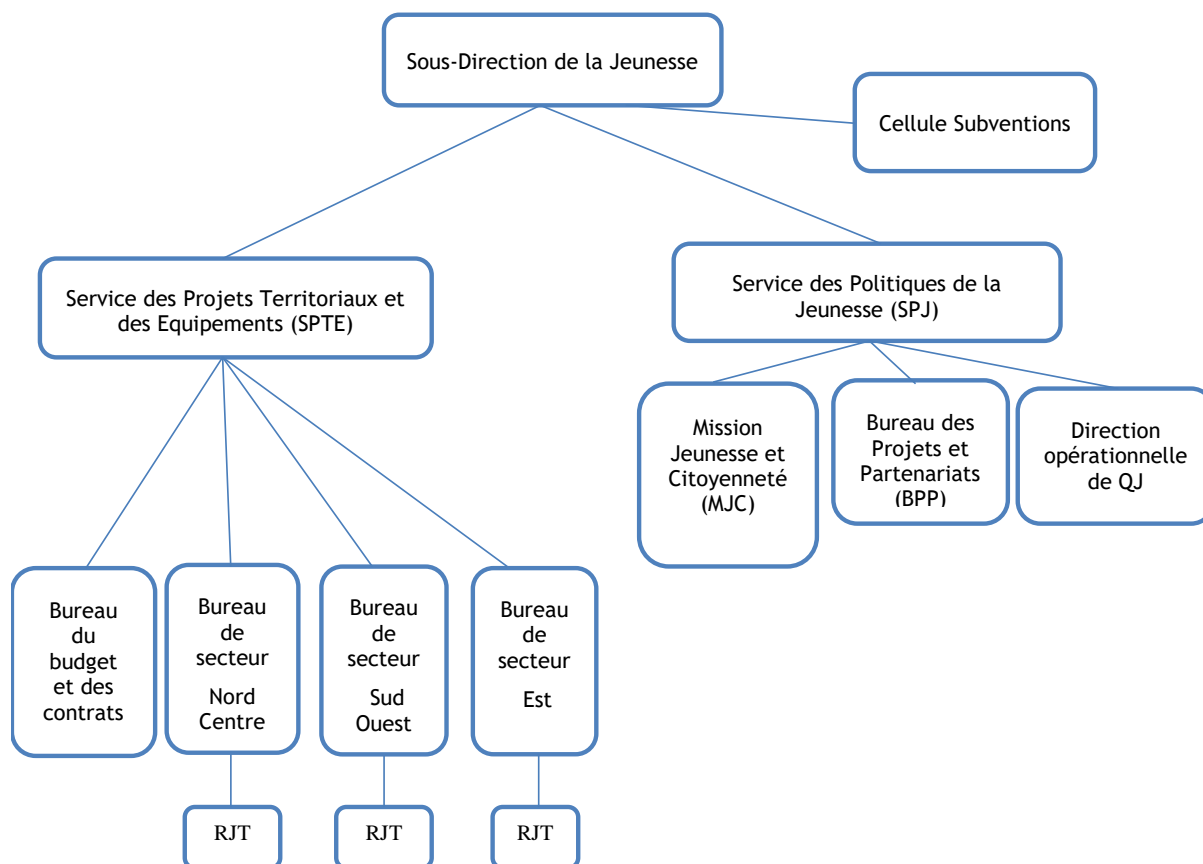 Sous-Direction de la Jeunesse
Cellule Subventions
Service des Projets Territoriaux et
des Equipements (SPTE)
Service des Politiques de la
Jeunesse (SPJ)
Mission
Jeunesse et
Citoyenneté
(MJC)
Bureau des
Projets et
Partenariats
(BPP)
Direction
opérationnelle
de QJ
Bureau
du
budget
et des
contrats
Bureau
de
secteur
Nord
Centre
Bureau
de
secteur
Sud
Ouest
Bureau
de
secteur
Est
RJT
RJT
RJT